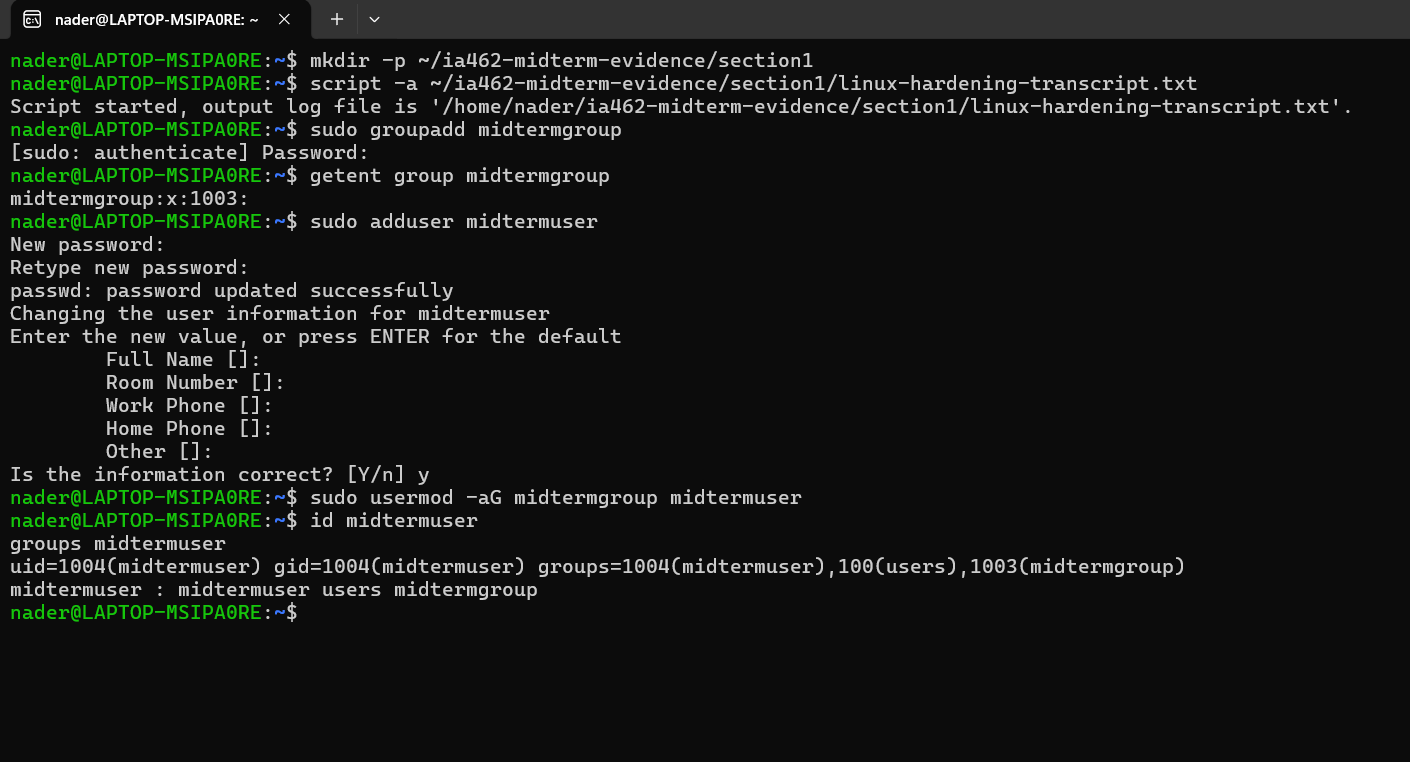 nader@LAPTOP-MSIPA0RE: ~
nader@LAPTOP-MSIPA0RE:~$ mkdir -p ~/ia462-midterm-evidence/section1
nader@LAPTOP-MSIPA0RE:~$ script -a ~/ia462-midterm-evidence/section1/linux-hardening-transcript.txt
Script started, output log file is '/home/nader/ia462-midterm-evidence/section1/linux-hardening-transcript.txt'.
nader@LAPTOP-MSIPA0RE:~$ sudo groupadd midtermgroup
[sudo: authenticate] Password:
nader@LAPTOP-MSIPA0RE:~$ getent group midtermgroup
midtermgroup:x:1003:
nader@LAPTOP-MSIPA0RE:~$ sudo adduser midtermuser
New password:
Retype new password:
passwd: password updated successfully
Changing the user information for midtermuser
Enter the new value, or press ENTER for the default
        Full Name []:
        Room Number []:
        Work Phone []:
        Home Phone []:
        Other []:
Is the information correct? [Y/n] y
nader@LAPTOP-MSIPA0RE:~$ sudo usermod -aG midtermgroup midtermuser
nader@LAPTOP-MSIPA0RE:~$ id midtermuser
groups midtermuser
uid=1004(midtermuser) gid=1004(midtermuser) groups=1004(midtermuser),100(users),1003(midtermgroup)
midtermuser : midtermuser users midtermgroup
nader@LAPTOP-MSIPA0RE:~$